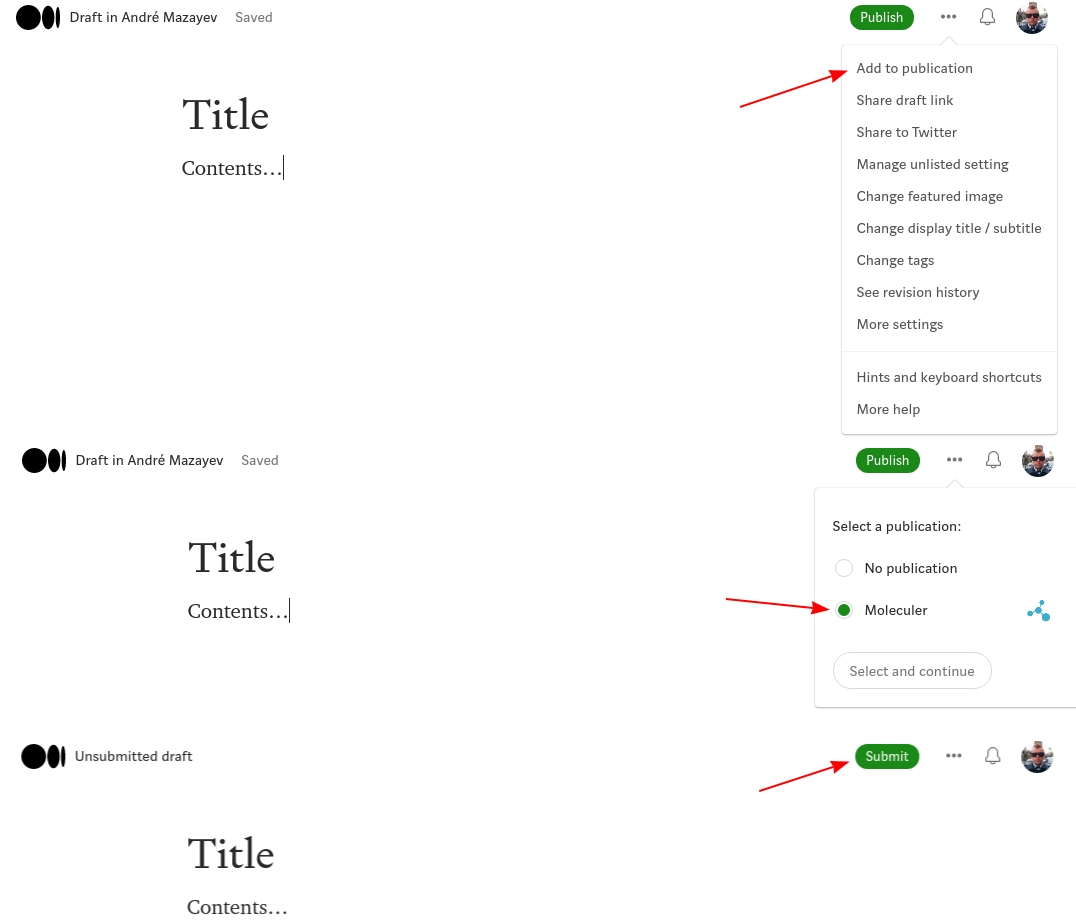 Draft in André Mazayev Saved Publish
Add to publication
Title
Share draft link
Share to Twitter
Contents...
Manage unlisted setting
Change featured image
Change display title / subtitle
Change tags
See revision history
More settings
Hints and keyboard shortcuts
More help
Draft in André Mazayev Saved Publish
Select a publication:
Title
No publication
Contents...
Moleculer
Select and continue
Unsubmitted draft Submit
Title
Contents...